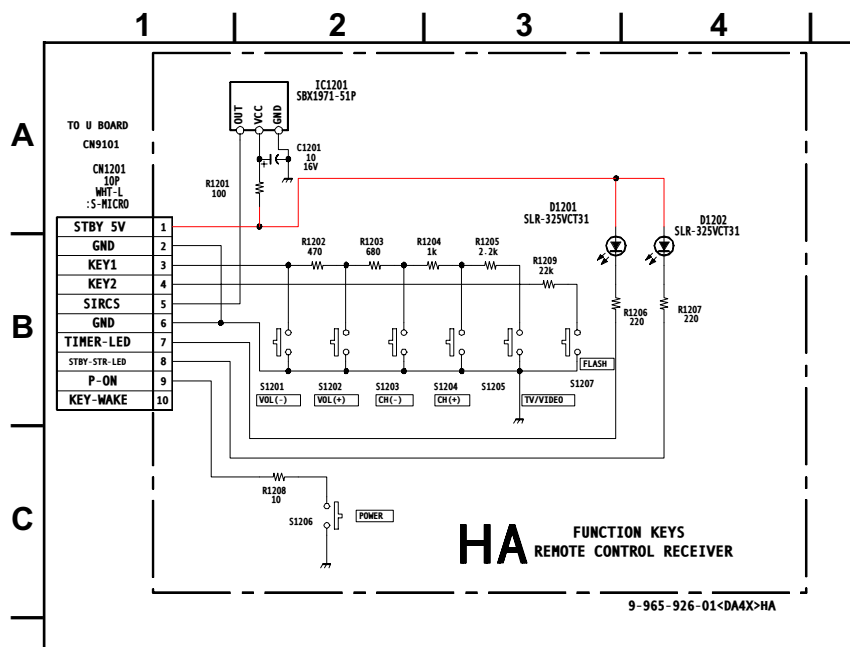 1 2 3 4
A
B
C
TO U BOARD
CN9101
CN1201
10P
WHT-L
:S-MICRO
STBY 5V 1
GND 2
KEY1 3
KEY2 4
SIRCS 5
GND 6
TIMER-LED 7
STBY-STR-LED 8
P-ON 9
KEY-WAKE 10
IC1201
SBX1971-51P
OUT
VCC
GND
C1201
10
16V
R1201
100
D1201
SLR-325VCT31
D1202
SLR-325VCT31
R1202
470
R1203
680
R1204
1k
R1205
2.2k
R1209
22k
R1206
220
R1207
220
S1201
VOL(-)
S1202
VOL(+)
S1203
CH(-)
S1204
CH(+)
S1205
TV/VIDEO
S1207
FLASH
R1208
10
S1206
POWER
HA
FUNCTION KEYS
REMOTE CONTROL RECEIVER
9-965-926-01<DA4X>HA